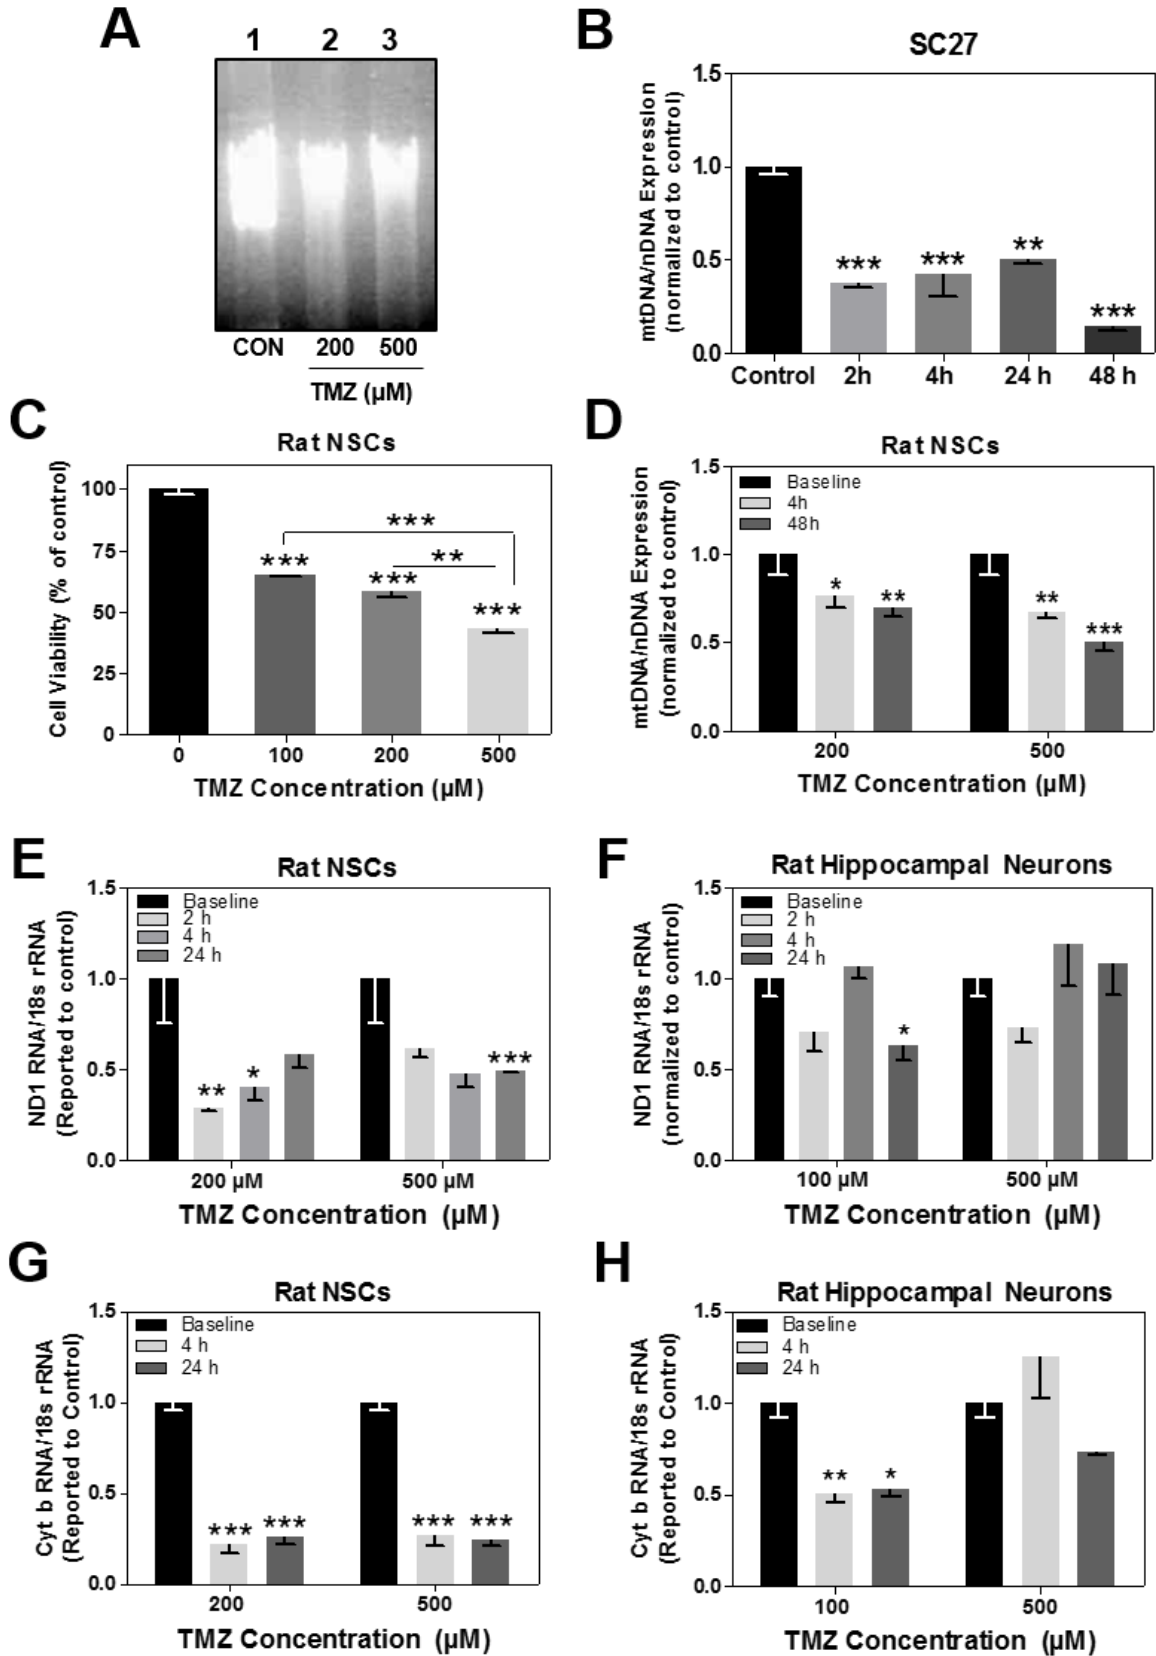 A
1 2 3
CON 200 500
TMZ (µM)
B
SC27
mtDNA/nDNA Expression
(normalized to control)
1.5
1.0
0.5
0.0
*** *** ** ***
Control 2h 4h 24 h 48 h
C
Rat NSCs
Cell Viability (% of control)
100
75
50
25
0
***
*** **
***
***
0 100 200 500
TMZ Concentration (µM)
D
Rat NSCs
mtDNA/nDNA Expression
(normalized to control)
1.5
1.0
0.5
0.0
Baseline
4h
48h
* ** ** ***
200 500
TMZ Concentration (µM)
E
Rat NSCs
ND1 RNA/18s rRNA
(Reported to control)
1.5
1.0
0.5
0.0
Baseline
2 h
4 h
24 h
** * ***
200 µM 500 µM
TMZ Concentration (µM)
F
Rat Hippocampal Neurons
ND1 RNA/18s rRNA
(normalized to control)
1.5
1.0
0.5
0.0
Baseline
2 h
4 h
24 h
*
100 µM 500 µM
TMZ Concentration (µM)
G
Rat NSCs
Cyt b RNA/18s rRNA
(Reported to Control)
1.5
1.0
0.5
0.0
Baseline
4 h
24 h
*** *** *** ***
200 500
TMZ Concentration (µM)
H
Rat Hippocampal Neurons
Cyt b RNA/18s rRNA
(Reported to Control)
1.5
1.0
0.5
0.0
Baseline
4 h
24 h
** *
100 500
TMZ Concentration (µM)